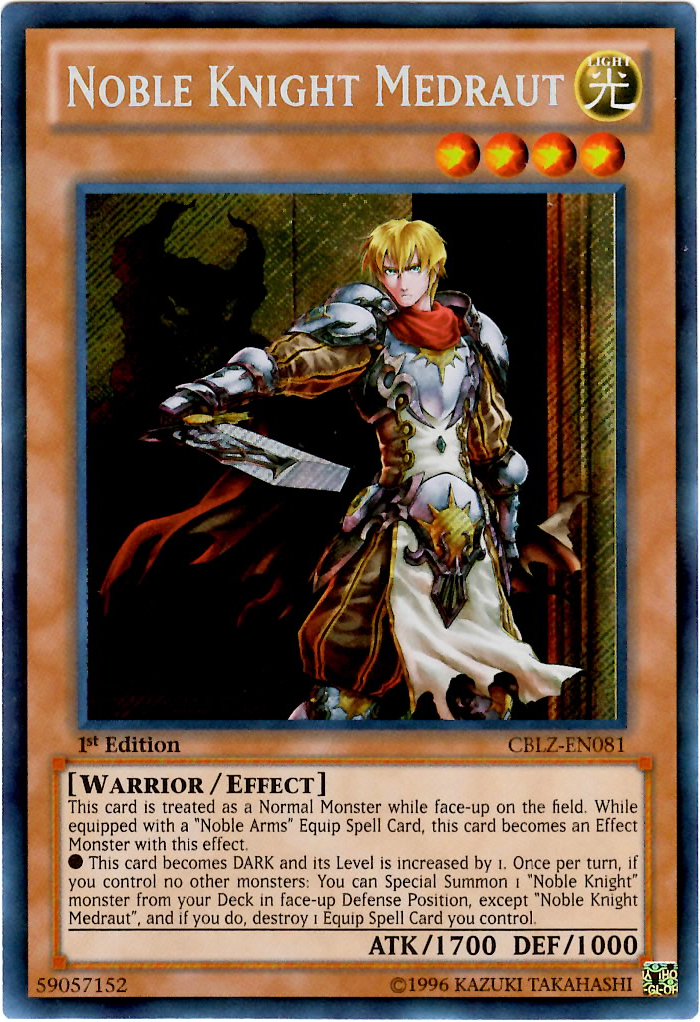 NOBLE KNIGHT MEDRAUT
LIGHT
光
1st Edition
CBLZ-EN081
[WARRIOR/EFFECT]
This card is treated as a Normal Monster while face-up on the field. While
equipped with a "Noble Arms" Equip Spell Card, this card becomes an Effect
Monster with this effect.
● This card becomes DARK and its Level is increased by 1. Once per turn, if
you control no other monsters: You can Special Summon 1 "Noble Knight"
monster from your Deck in face-up Defense Position, except "Noble Knight
Medraut", and if you do, destroy 1 Equip Spell Card you control.
ATK/1700 DEF/1000
59057152
©1996 KAZUKI TAKAHASHI